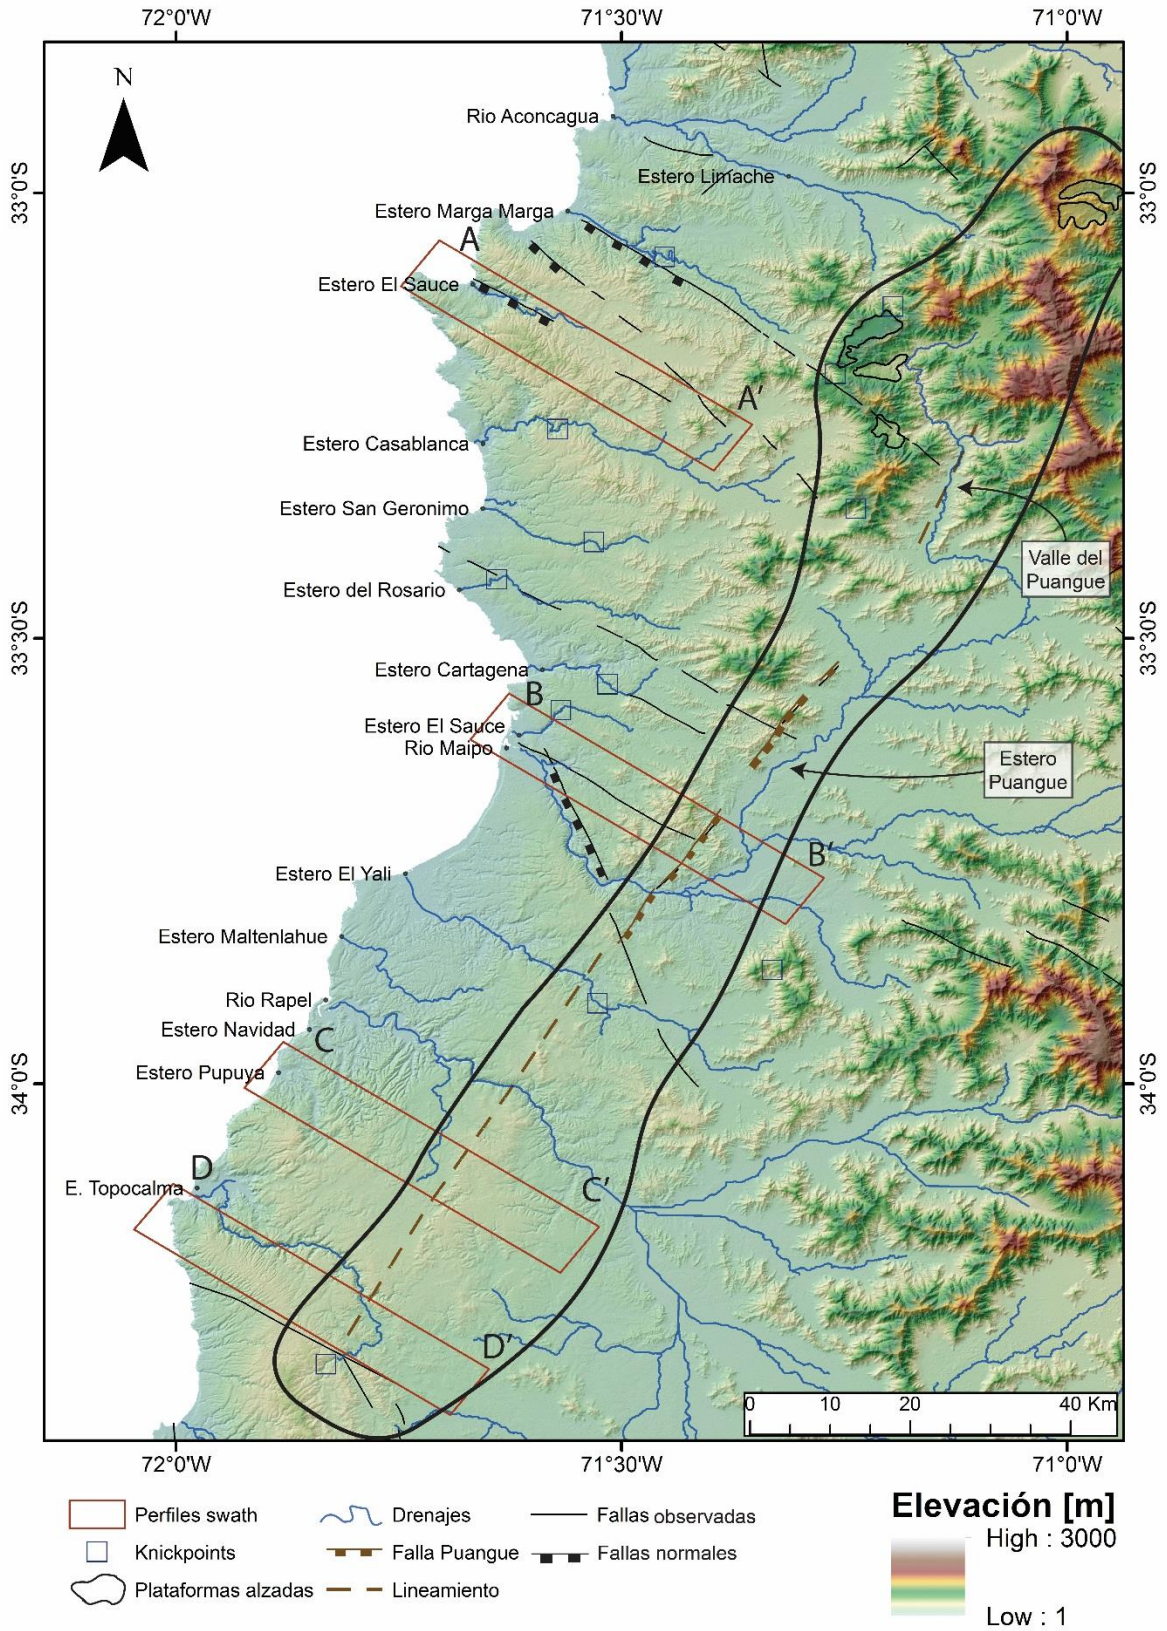 72°0'W
71°30'W
71°0'W
N
Rio Aconcagua
Estero Limache
33°0'S
33°0'S
Estero Marga Marga
A
Estero El Sauce
A'
Estero Casablanca
Estero San Geronimo
Valle del
Puangue
Estero del Rosario
33°30'S
33°30'S
Estero Cartagena
B
Estero El Sauce
Rio Maipo
Estero
Puangue
B'
Estero El Yali
Estero Maltenlahue
Rio Rapel
Estero Navidad
C
Estero Pupuya
34°0'S
34°0'S
D
E. Topocalma
C'
D'
0 10 20 40 Km
72°0'W
71°30'W
71°0'W
Perfiles swath
Drenajes
Fallas observadas
Knickpoints
Falla Puangue
Fallas normales
Plataformas alzadas
Lineamiento
Elevación [m]
High : 3000
Low : 1